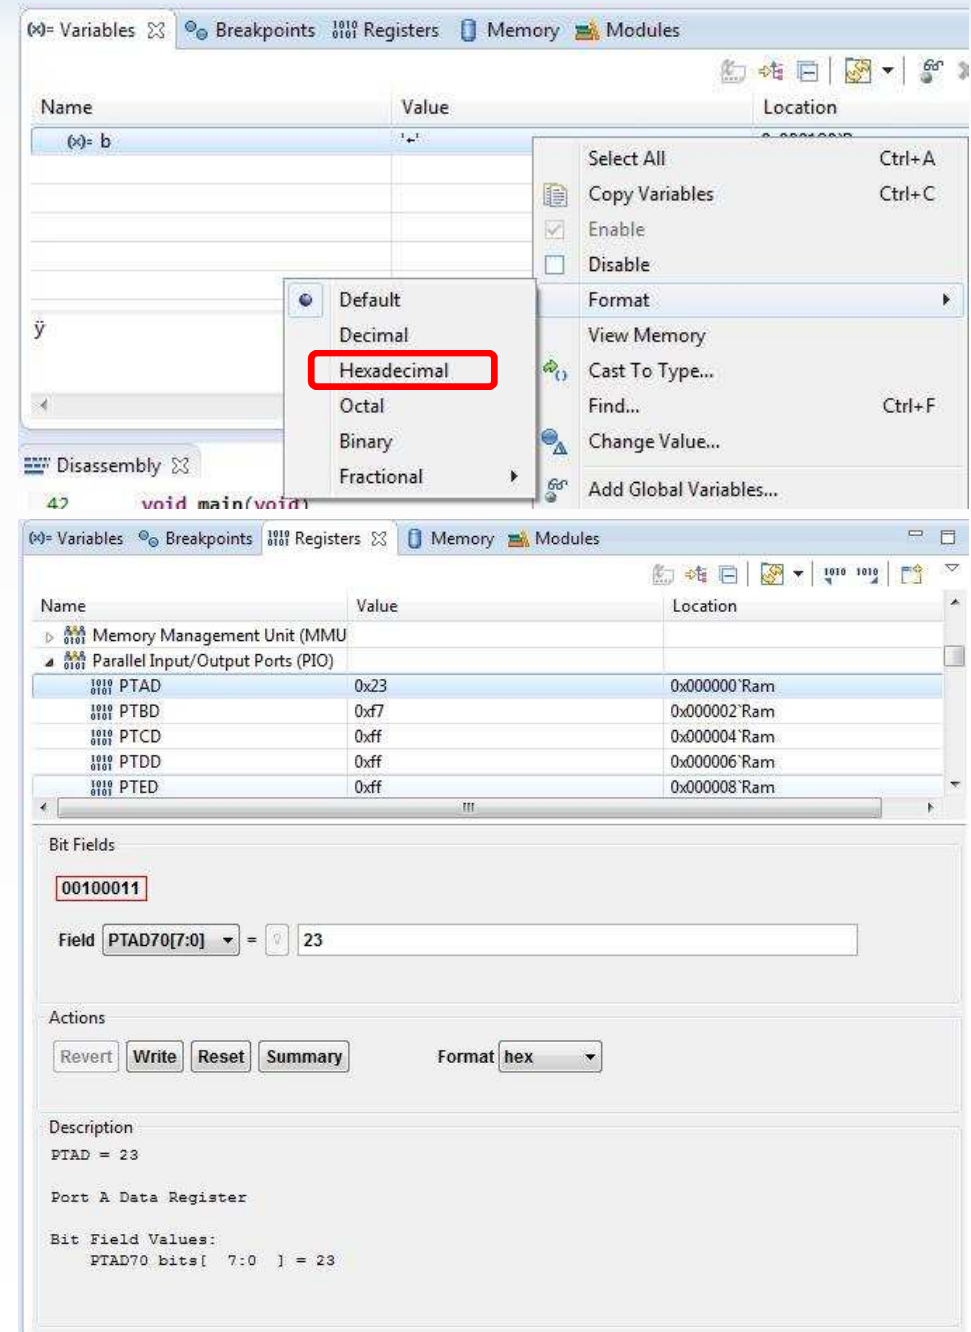 (x)= Variables Breakpoints Registers Memory Modules
Name Value Location
(x)= b '←'
Select All Ctrl+A
Copy Variables Ctrl+C
Enable
Disable
Default Format
ÿ Decimal View Memory
Hexadecimal Cast To Type...
Octal Find... Ctrl+F
Binary Change Value...
Disassembly
Fractional Add Global Variables...
42 void main(void)
(x)= Variables Breakpoints Registers Memory Modules
Name Value Location
Memory Management Unit (MMU
Parallel Input/Output Ports (PIO)
PTAD 0x23 0x000000`Ram
PTBD 0xf7 0x000002`Ram
PTCD 0xff 0x000004`Ram
PTDD 0xff 0x000006`Ram
PTED 0xff 0x000008`Ram
Bit Fields
00100011
Field PTAD70[7:0] = ? 23
Actions
Revert Write Reset Summary Format hex
Description
PTAD = 23
Port A Data Register
Bit Field Values:
PTAD70 bits[ 7:0 ] = 23